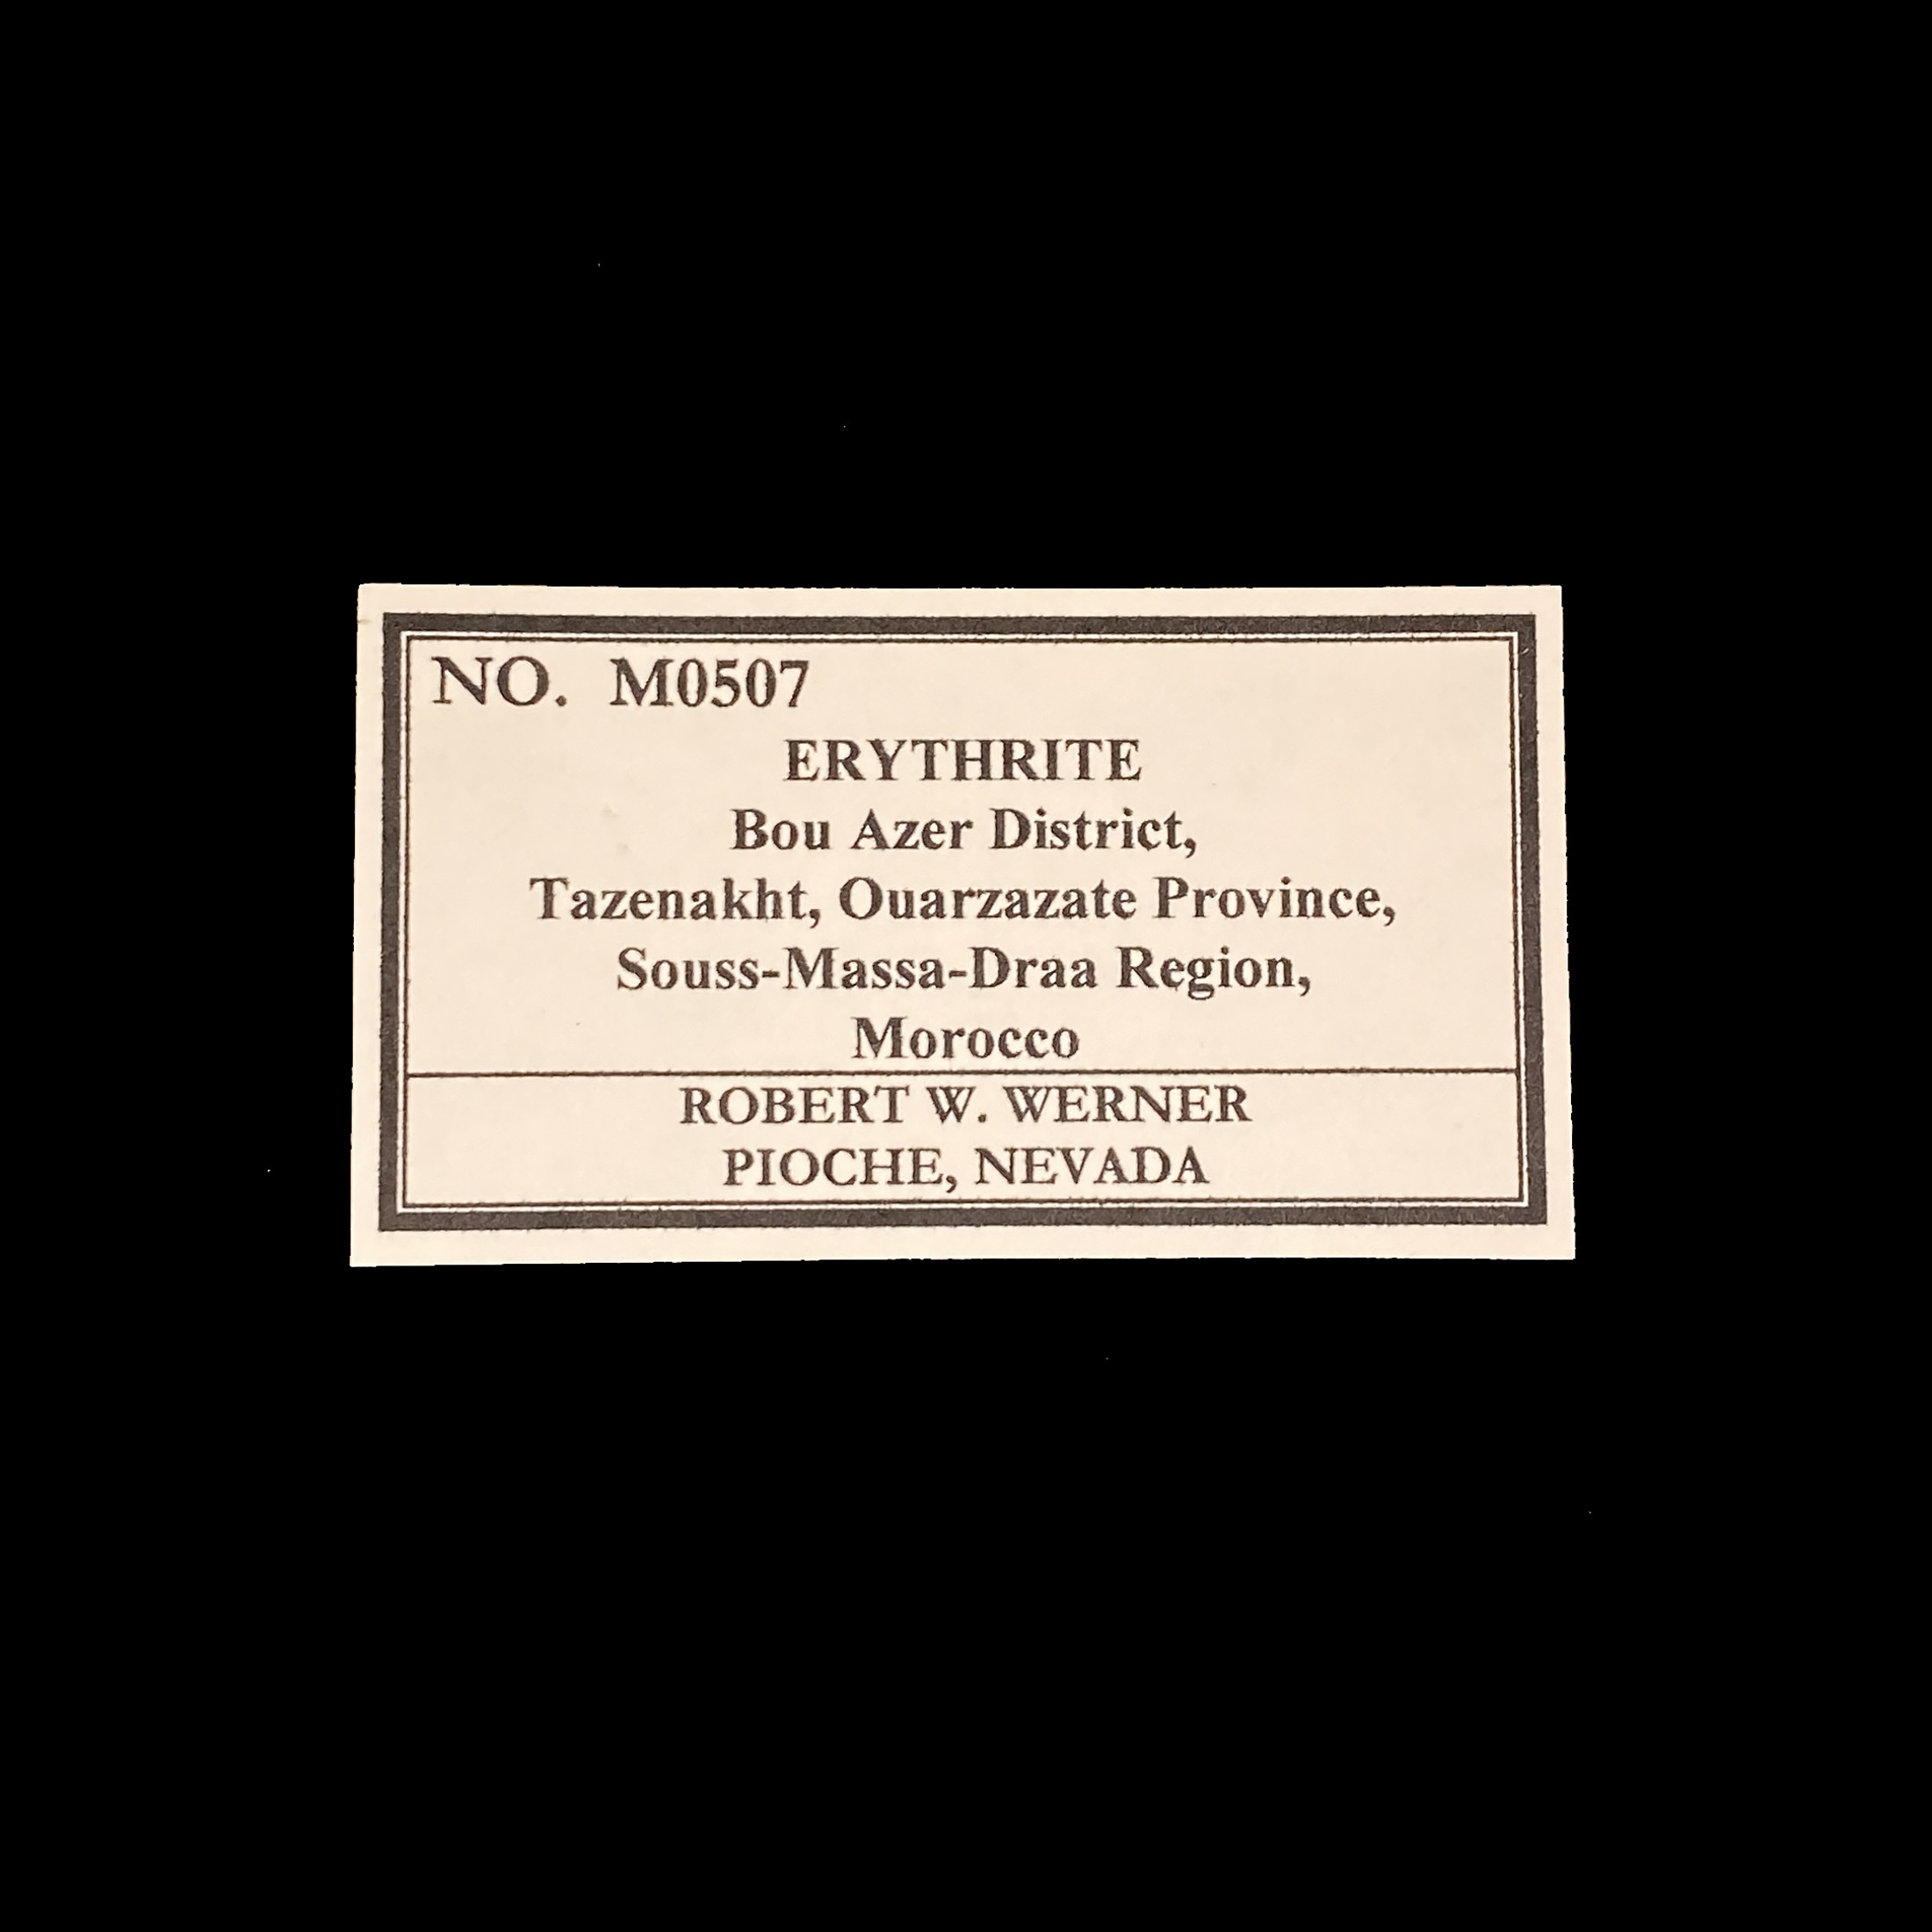 NO. M0507
ERYTHRITE
Bou Azer District,
Tazenakht, Ouarzazate Province,
Souss-Massa-Draa Region,
Morocco
ROBERT W. WERNER
PIOCHE, NEVADA